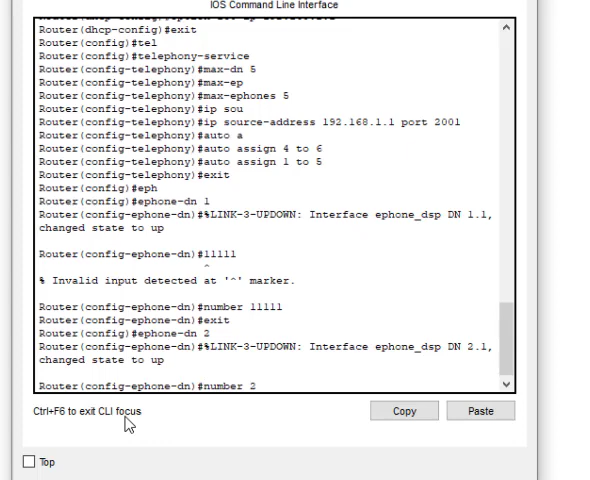 IOS Command Line Interface
Router(dhcp-config)#exit
Router(config)#tel
Router(config)#telephony-service
Router(config-telephony)#max-dn 5
Router(config-telephony)#max-ep
Router(config-telephony)#max-ephones 5
Router(config-telephony)#ip sou
Router(config-telephony)#ip source-address 192.168.1.1 port 2001
Router(config-telephony)#auto a
Router(config-telephony)#auto assign 4 to 6
Router(config-telephony)#auto assign 1 to 5
Router(config-telephony)#exit
Router(config)#eph
Router(config)#ephone-dn 1
Router(config-ephone-dn)#%LINK-3-UPDOWN: Interface ephone_dsp DN 1.1,
changed state to up
Router(config-ephone-dn)#11111
^
% Invalid input detected at '^' marker.
Router(config-ephone-dn)#number 11111
Router(config-ephone-dn)#exit
Router(config)#ephone-dn 2
Router(config-ephone-dn)#%LINK-3-UPDOWN: Interface ephone_dsp DN 2.1,
changed state to up
Router(config-ephone-dn)#number 2
Ctrl+F6 to exit CLI focus
Copy
Paste
Top